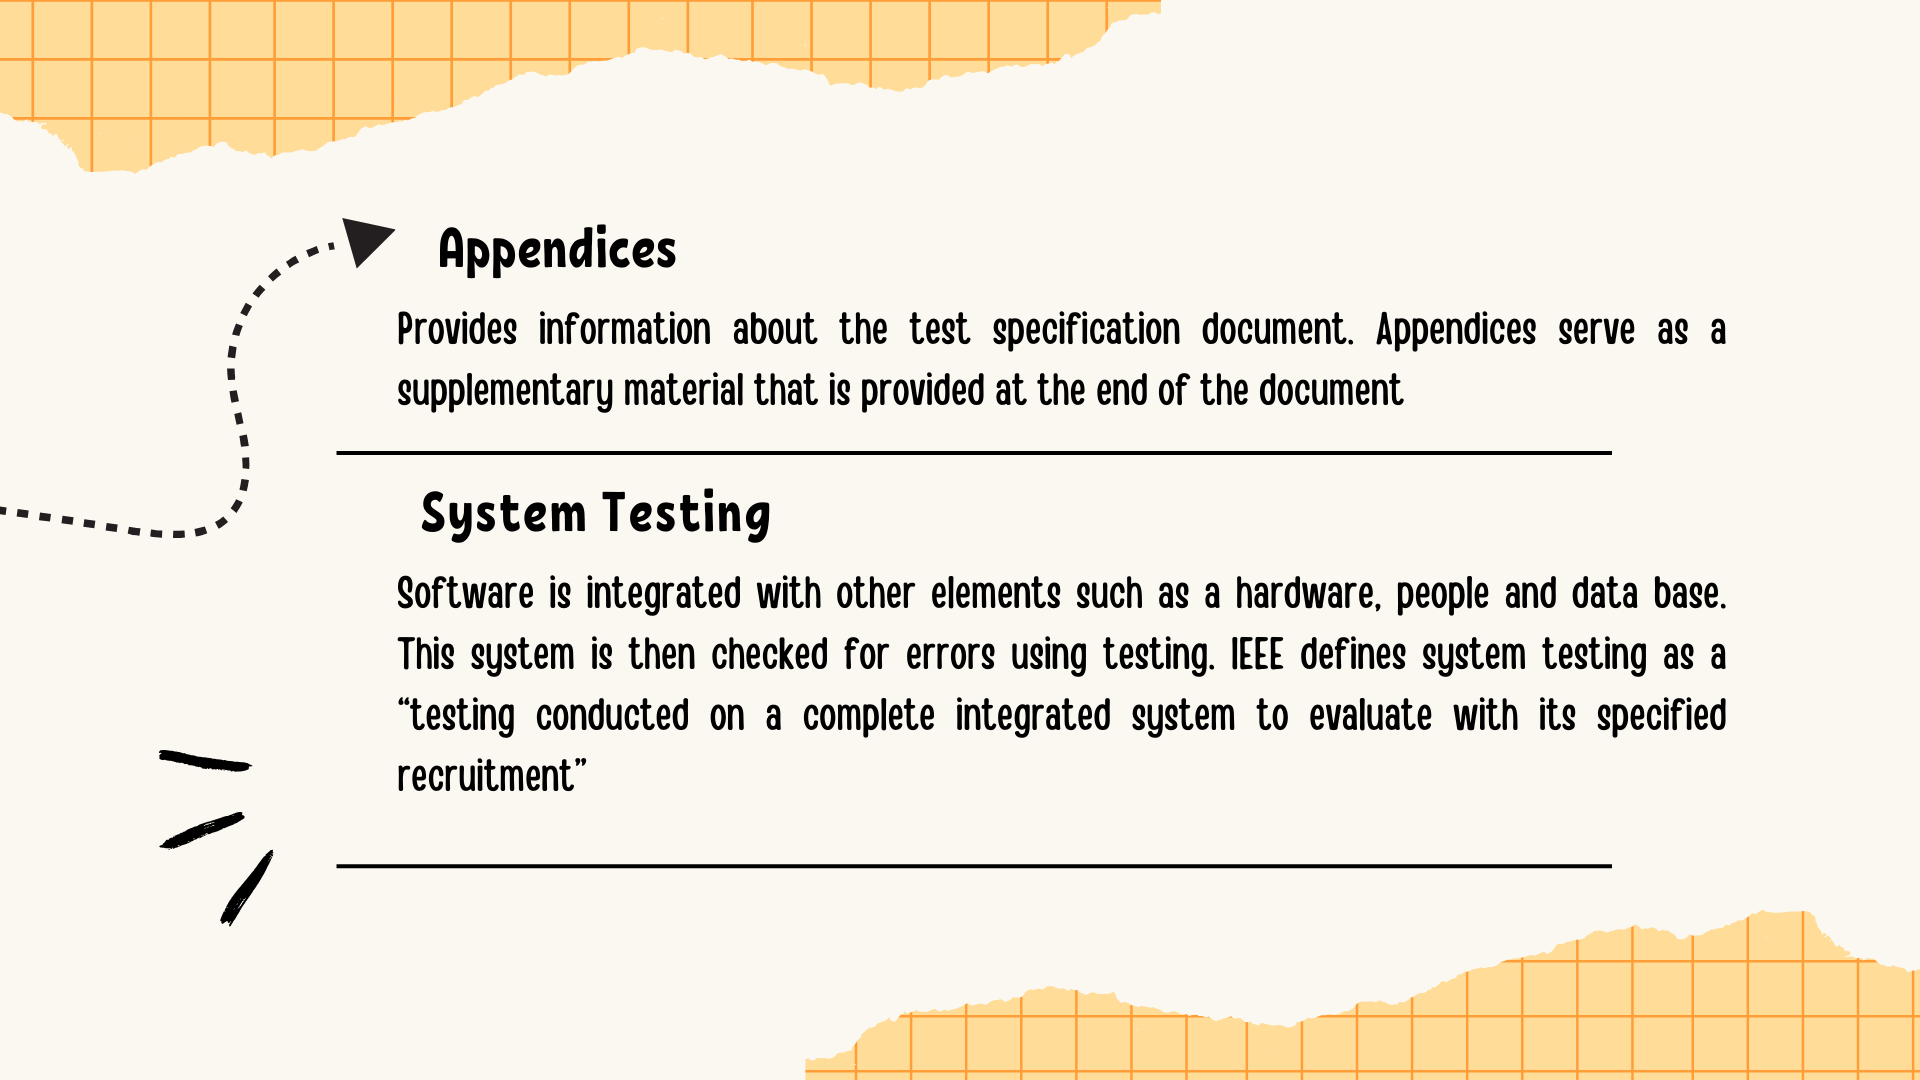 Appendices
Provides information about the test specification document. Appendices serve as a
supplementary material that is provided at the end of the document
System Testing
Software is integrated with other elements such as a hardware, people and data base.
This system is then checked for errors using testing. IEEE defines system testing as a
“testing conducted on a complete integrated system to evaluate with its specified
recruitment”